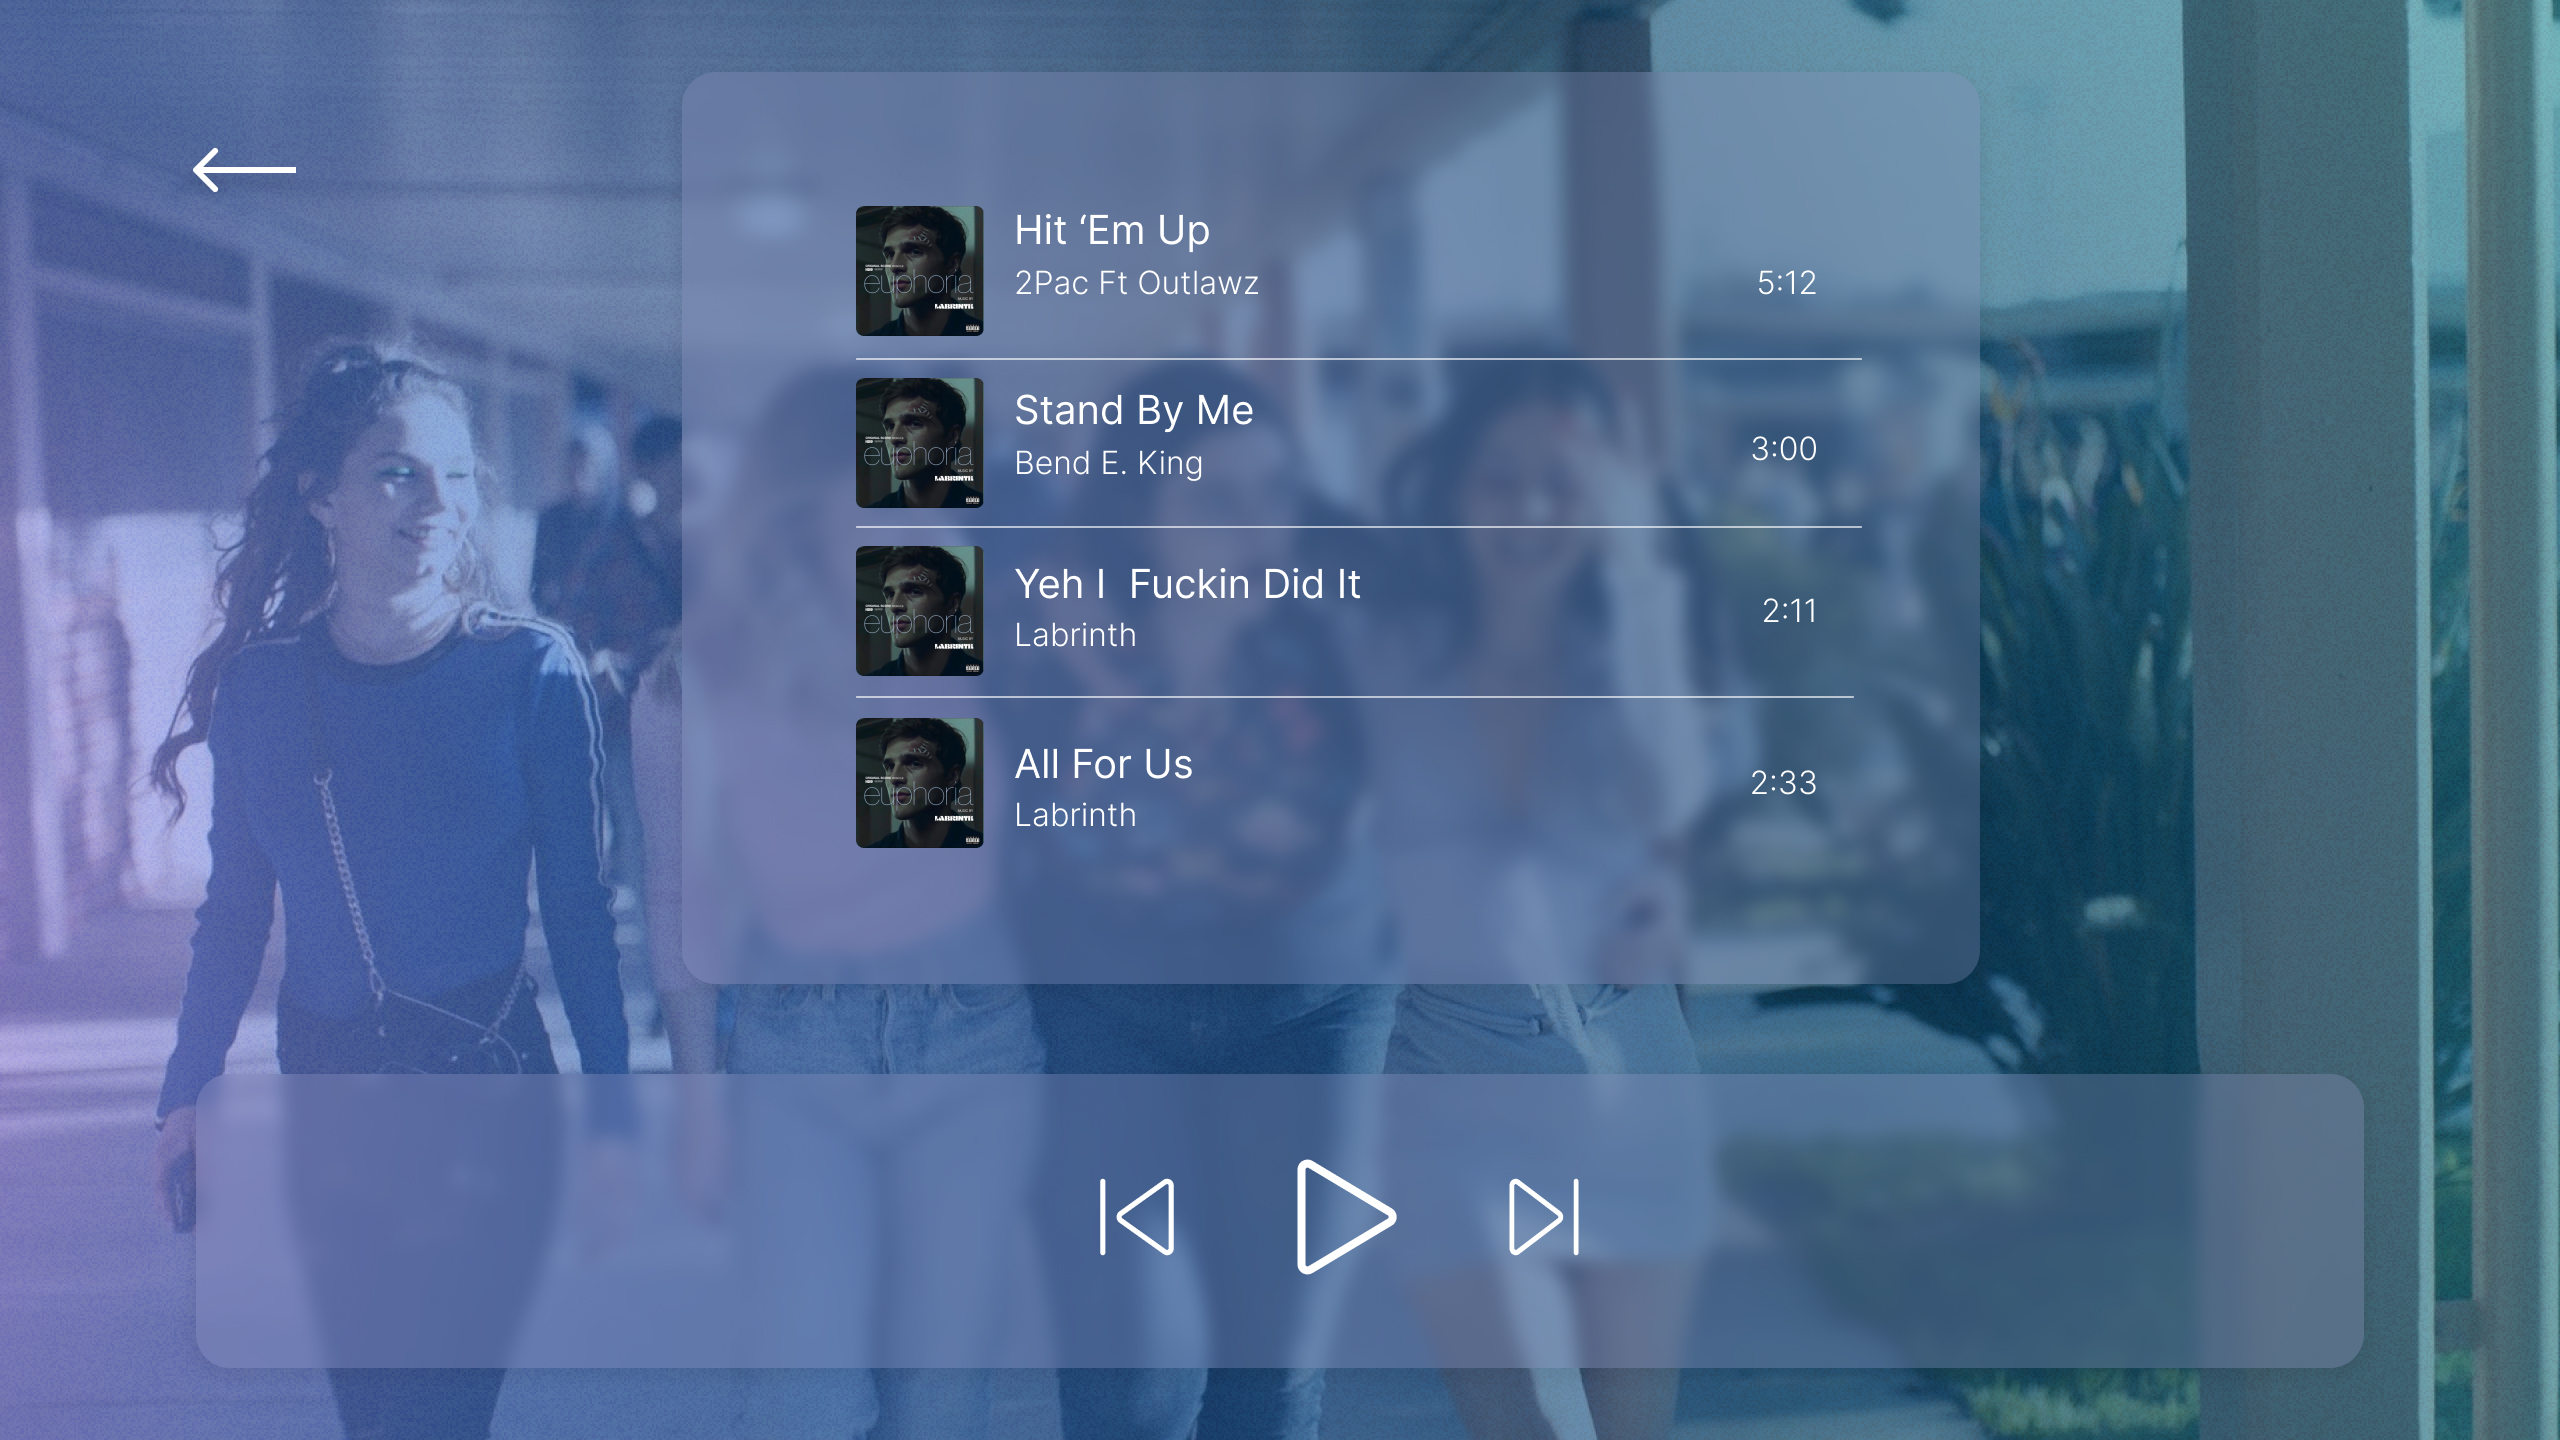 Hit ‘Em Up
2Pac Ft Outlawz
5:12
euphoria
LABRINTH
Stand By Me
Bend E. King
3:00
euphoria
LABRINTH
Yeh I  Fuckin Did It
Labrinth
2:11
euphoria
LABRINTH
All For Us
Labrinth
2:33
euphoria
LABRINTH